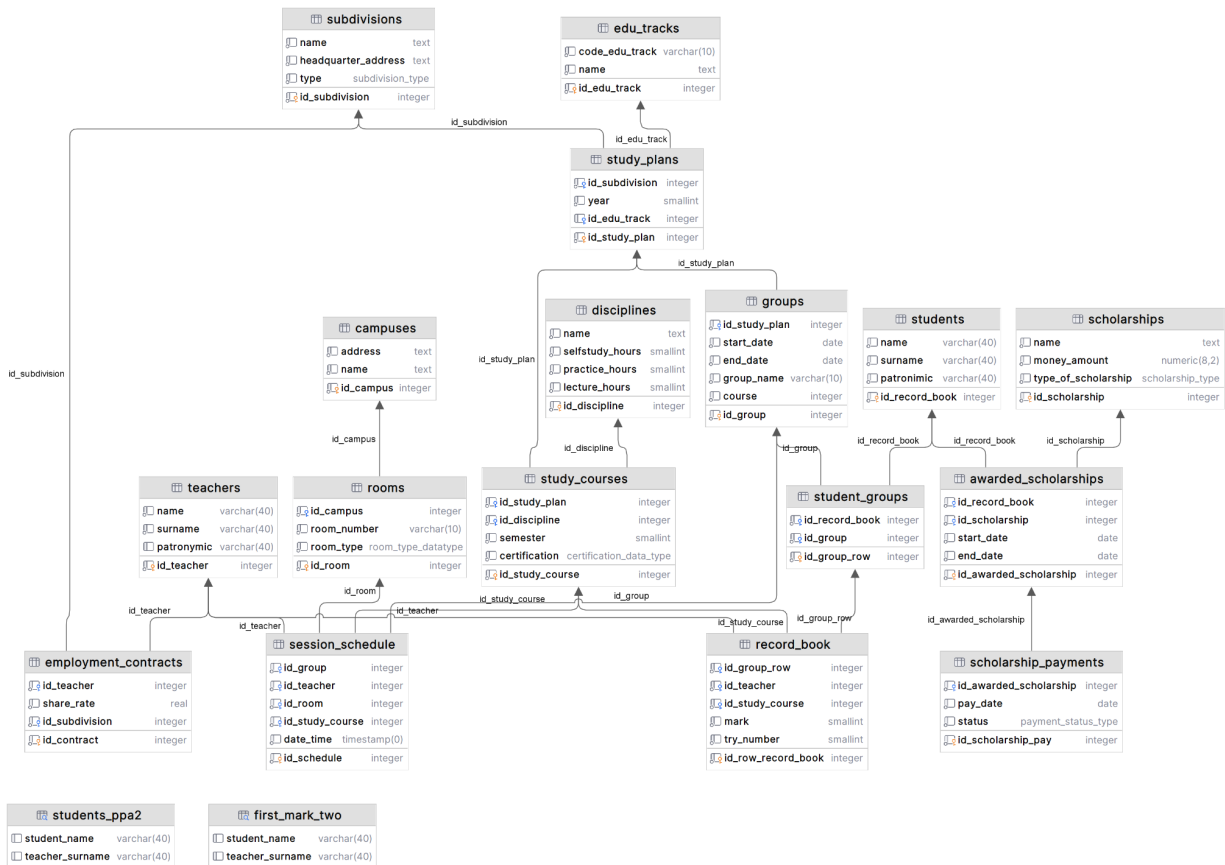 subdivisions
name text
headquarter_address text
type subdivision_type
id_subdivision integer
edu_tracks
code_edu_track varchar(10)
name text
id_edu_track integer
id_subdivision
id_edu_track
study_plans
id_subdivision integer
year smallint
id_edu_track integer
id_study_plan integer
id_study_plan
disciplines
name text
selfstudy_hours smallint
practice_hours smallint
lecture_hours smallint
id_discipline integer
groups
id_study_plan integer
start_date date
end_date date
group_name varchar(10)
course integer
id_group integer
students
name varchar(40)
surname varchar(40)
patronimic varchar(40)
id_record_book integer
scholarships
name text
money_amount numeric(8,2)
type_of_scholarship scholarship_type
id_scholarship integer
campuses
address text
name text
id_campus integer
id_subdivision
id_study_plan
id_campus
id_discipline
id_group
id_record_book
id_record_book
id_scholarship
teachers
name varchar(40)
surname varchar(40)
patronymic varchar(40)
id_teacher integer
rooms
id_campus integer
room_number varchar(10)
room_type room_type_datatype
id_room integer
study_courses
id_study_plan integer
id_discipline integer
semester smallint
certification certification_data_type
id_study_course integer
student_groups
id_record_book integer
id_group integer
id_group_row integer
awarded_scholarships
id_record_book integer
id_scholarship integer
start_date date
end_date date
id_awarded_scholarship integer
id_room
id_study_course
id_group
id_teacher
id_teacher
id_teacher
id_study_course
id_group_row
id_awarded_scholarship
employment_contracts
id_teacher integer
share_rate real
id_subdivision integer
id_contract integer
session_schedule
id_group integer
id_teacher integer
id_room integer
id_study_course integer
date_time timestamp(0)
id_schedule integer
record_book
id_group_row integer
id_teacher integer
id_study_course integer
mark smallint
try_number smallint
id_row_record_book integer
scholarship_payments
id_awarded_scholarship integer
pay_date date
status payment_status_type
id_scholarship_pay integer
students_ppa2
student_name varchar(40)
teacher_surname varchar(40)
first_mark_two
student_name varchar(40)
teacher_surname varchar(40)